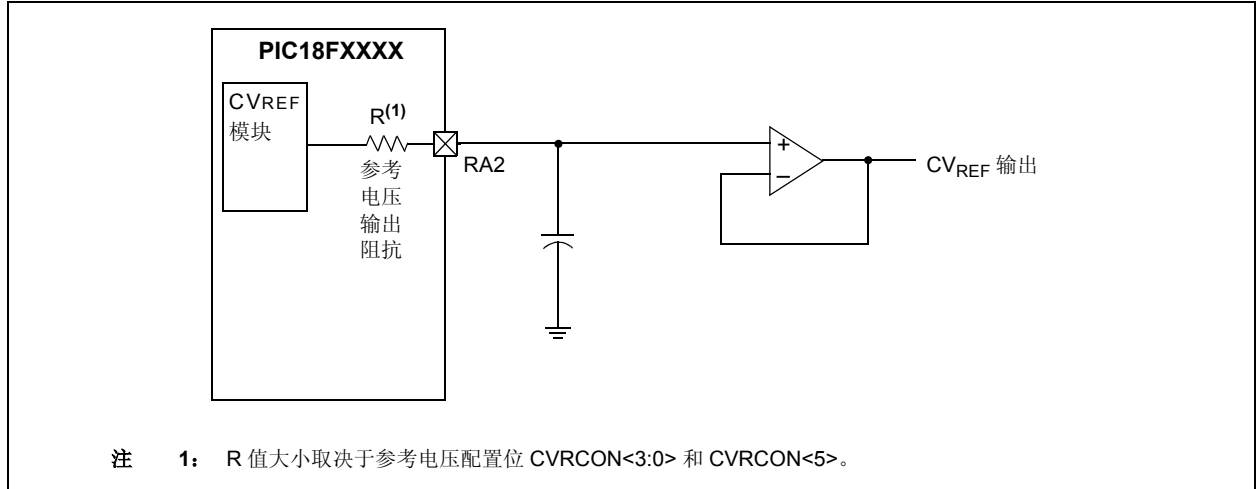 PIC18FXXXX
CVREF
模块
R(1)
参考
电压
输出
阻抗
RA2
+
–
CVREF 输出
注 1： R 值大小取决于参考电压配置位 CVRCON<3:0> 和 CVRCON<5>。